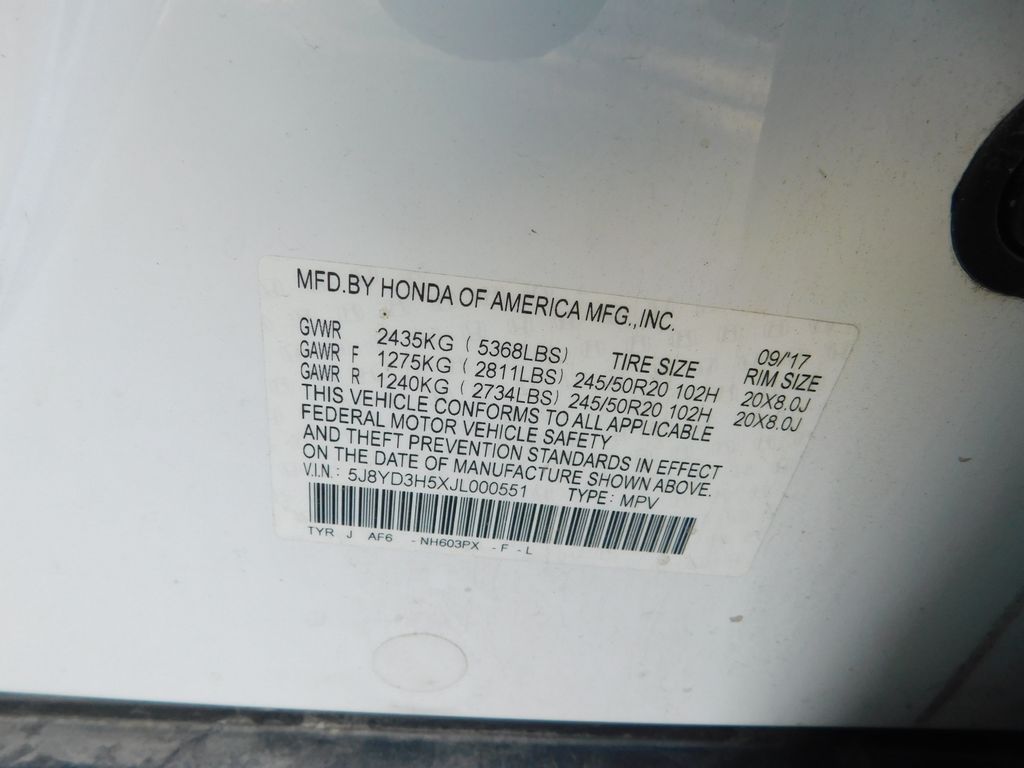 MFD.BY HONDA OF AMERICA MFG.,INC.
09/'17
GVWR 2435KG ( 5368LBS) TIRE SIZE RIM SIZE
GAWR F 1275KG ( 2811LBS) 245/50R20 102H 20X8.0J
GAWR R 1240KG ( 2734LBS) 245/50R20 102H 20X8.0J
THIS VEHICLE CONFORMS TO ALL APPLICABLE
FEDERAL MOTOR VEHICLE SAFETY
AND THEFT PREVENTION STANDARDS IN EFFECT
ON THE DATE OF MANUFACTURE SHOWN ABOVE.
V.I.N.: 5J8YD3H5XJL000551 TYPE: MPV
TYR J AF6 -NH603PX -F -L